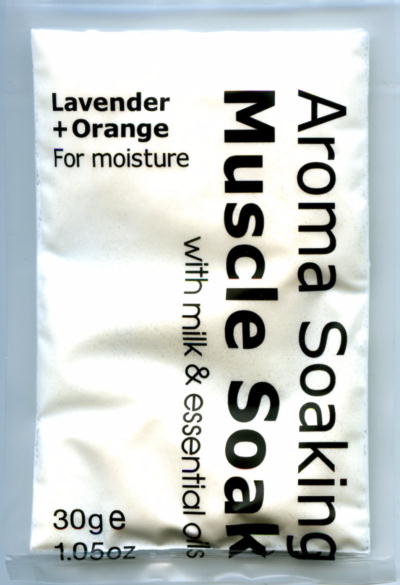 Lavender
+Orange
For moisture
Aroma Soaking
Muscle Soak
with milk & essential oils
30g e
1.05oz